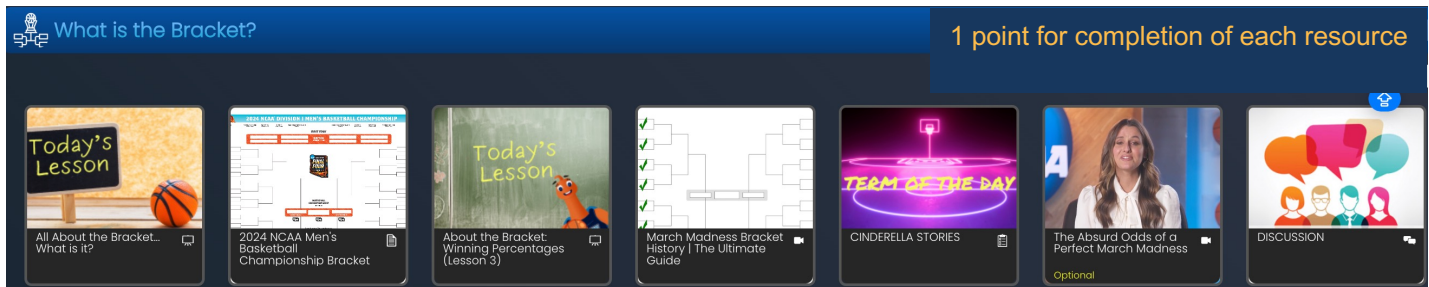 What is the Bracket?
1 point for completion of each resource
Today's
Lesson
All About the Bracket...
What is it?
2024 NCAA DIVISION I MEN'S BASKETBALL CHAMPIONSHIP
2024 NCAA Men's
Basketball
Championship Bracket
Today's
Lesson
About the Bracket:
Winning Percentages
(Lesson 3)
March Madness Bracket
History | The Ultimate
Guide
TERM OF THE DAY
CINDERELLA STORIES
The Absurd Odds of a
Perfect March Madness
Optional
DISCUSSION